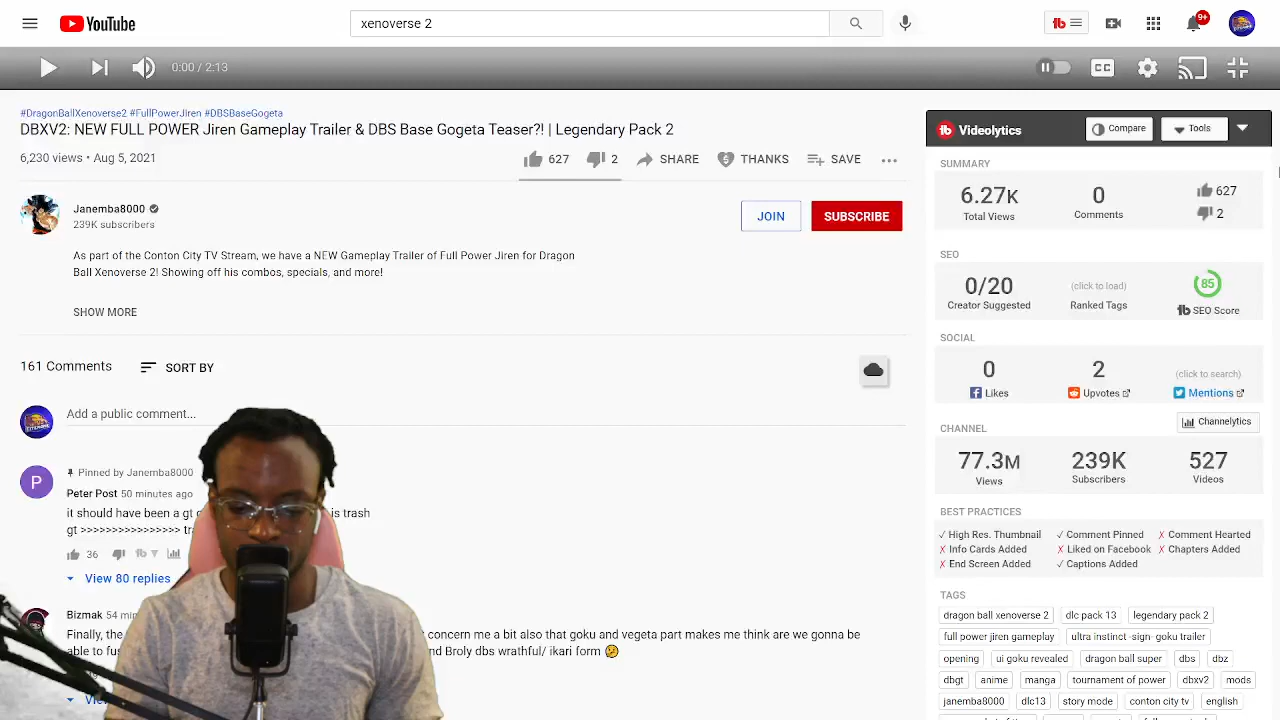 YouTube
xenoverse 2
9+
0:00 / 2:13
CC
#DragonBallXenoverse2 #FullPowerJiren #DBSBaseGogeta
DBXV2: NEW FULL POWER Jiren Gameplay Trailer & DBS Base Gogeta Teaser?! | Legendary Pack 2
6,230 views • Aug 5, 2021
627
2
SHARE
THANKS
SAVE
Janemba8000
239K subscribers
JOIN
SUBSCRIBE
As part of the Conton City TV Stream, we have a NEW Gameplay Trailer of Full Power Jiren for Dragon
Ball Xenoverse 2! Showing off his combos, specials, and more!
SHOW MORE
161 Comments
SORT BY
Add a public comment...
P
Pinned by Janemba8000
Peter Post 50 minutes ago
it should have been a gt is trash
gt >>>>>>>>>>>>>>>>
36
View 80 replies
Bizmak 54
Finally, the concern me a bit also that goku and vegeta part makes me think are we gonna be
able to nd Broly dbs wrathful/ ikari form
tb Videolytics
Compare
Tools
SUMMARY
6.27K
Total Views
0
Comments
627
2
SEO
0/20
Creator Suggested
(click to load)
Ranked Tags
85
tb SEO Score
SOCIAL
0
Likes
2
Upvotes
(click to search)
Mentions
Channelytics
CHANNEL
77.3M
Views
239K
Subscribers
527
Videos
BEST PRACTICES
✓ High Res. Thumbnail ✓ Comment Pinned ✗ Comment Hearted
✗ Info Cards Added ✗ Liked on Facebook ✗ Chapters Added
✗ End Screen Added ✓ Captions Added
TAGS
dragon ball xenoverse 2 dlc pack 13 legendary pack 2
full power jiren gameplay ultra instinct -sign- goku trailer
opening ui goku revealed dragon ball super dbs dbz
dbgt anime manga tournament of power dbxv2 mods
janemba8000 dlc13 story mode conton city tv english